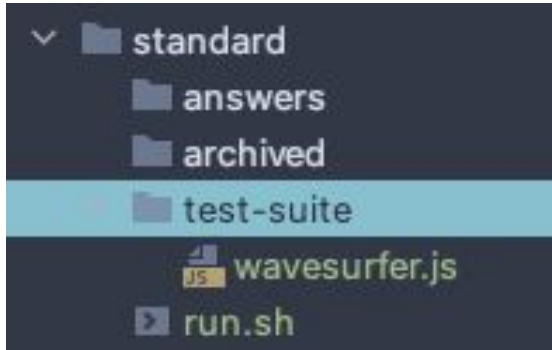 standard
answers
archived
test-suite
JS wavesurfer.js
run.sh